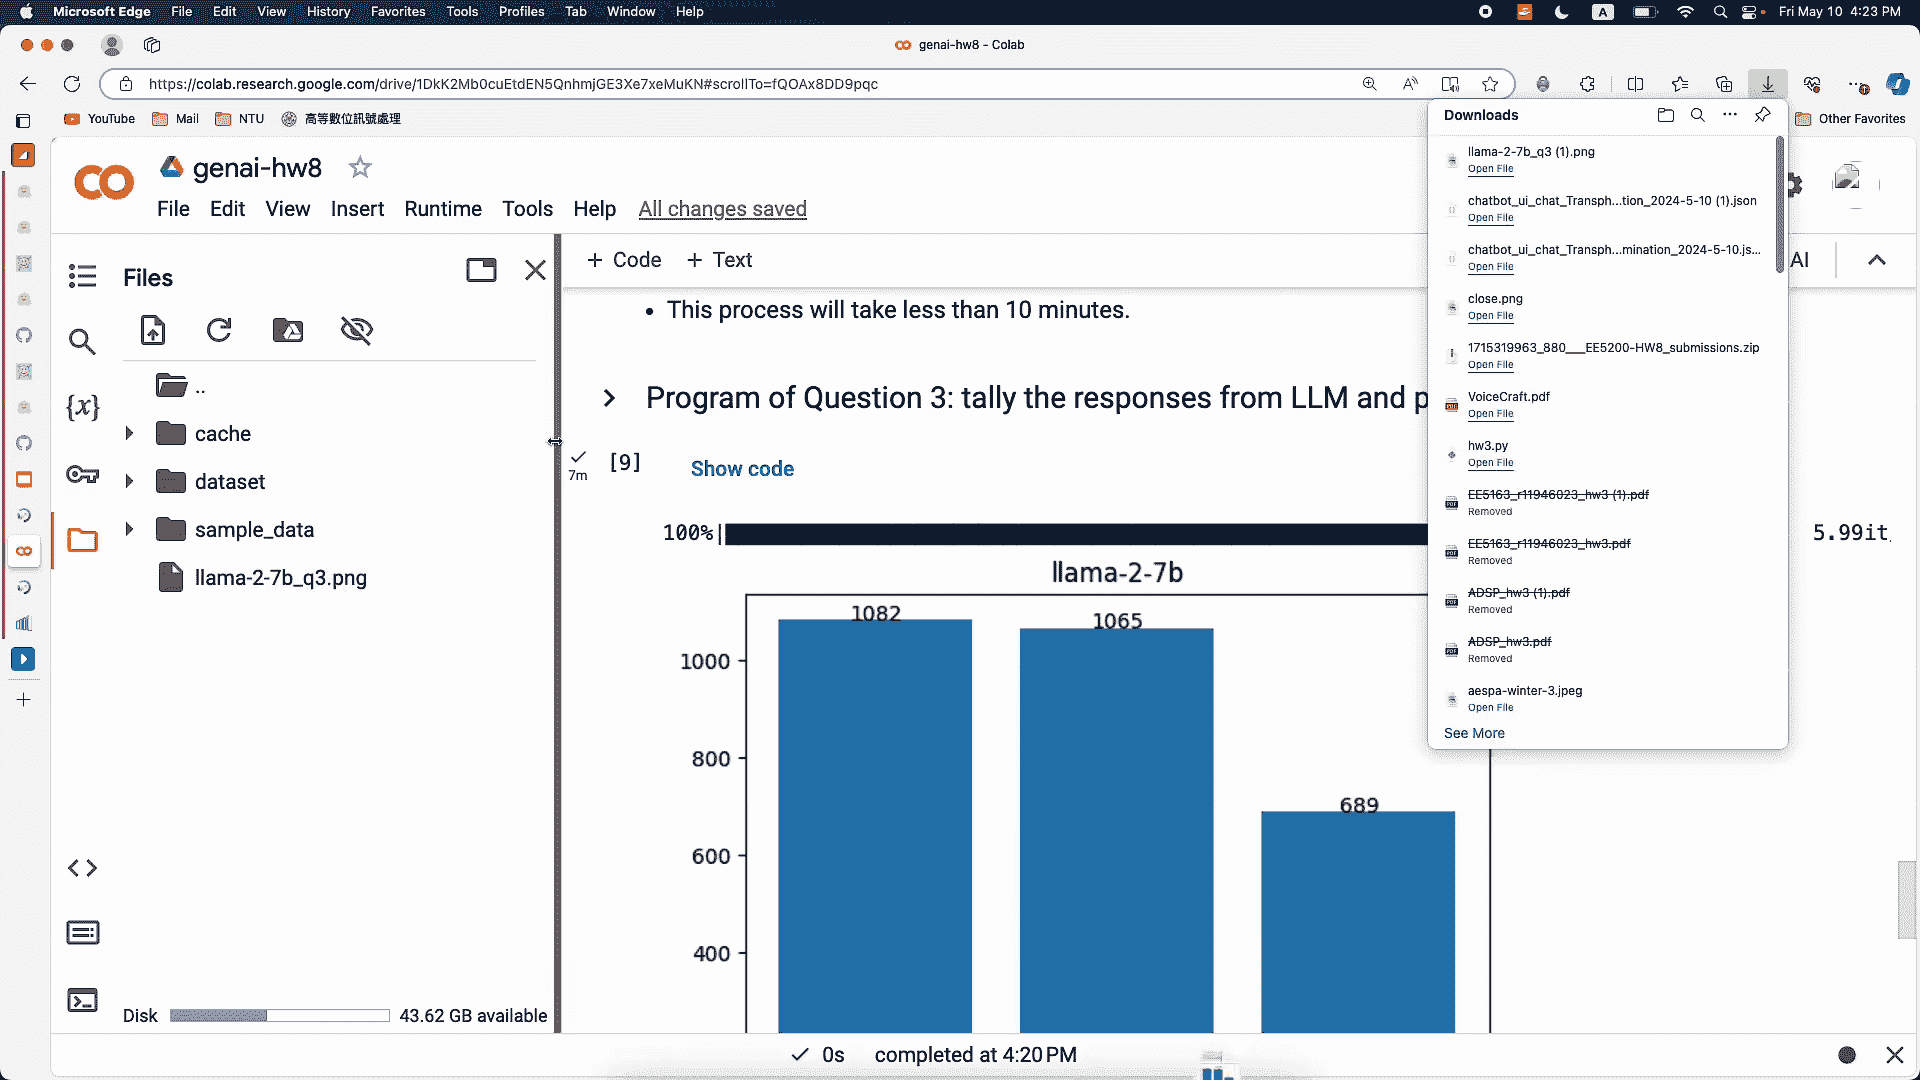 Microsoft Edge File Edit View History Favorites Tools Profiles Tab Window Help
A
Fri May 10 4:23 PM
genai-hw8 - Colab
https://colab.research.google.com/drive/1DkK2Mb0cuEtdEN5QnhmjGE3Xe7xeMuKN#scrollTo=fQOAx8DD9pqc
YouTube Mail NTU 高等數位訊號處理
Other Favorites
genai-hw8
File Edit View Insert Runtime Tools Help All changes saved
Files
..
cache
dataset
sample_data
llama-2-7b_q3.png
Disk 43.62 GB available
+ Code + Text
AI
• This process will take less than 10 minutes.
Program of Question 3: tally the responses from LLM and p
7m
[9]
Show code
100%|
5.99it
llama-2-7b
1082
1065
689
1000
800
600
400
0s completed at 4:20 PM
Downloads
llama-2-7b_q3 (1).png
Open File
chatbot_ui_chat_Transph...tion_2024-5-10 (1).json
Open File
chatbot_ui_chat_Transph...mination_2024-5-10.js...
Open File
close.png
Open File
1715319963_880___EE5200-HW8_submissions.zip
Open File
VoiceCraft.pdf
Open File
hw3.py
Open File
EE5163_r11946023_hw3 (1).pdf
Removed
EE5163_r11946023_hw3.pdf
Removed
ADSP_hw3 (1).pdf
Removed
ADSP_hw3.pdf
Removed
aespa-winter-3.jpeg
Open File
See More